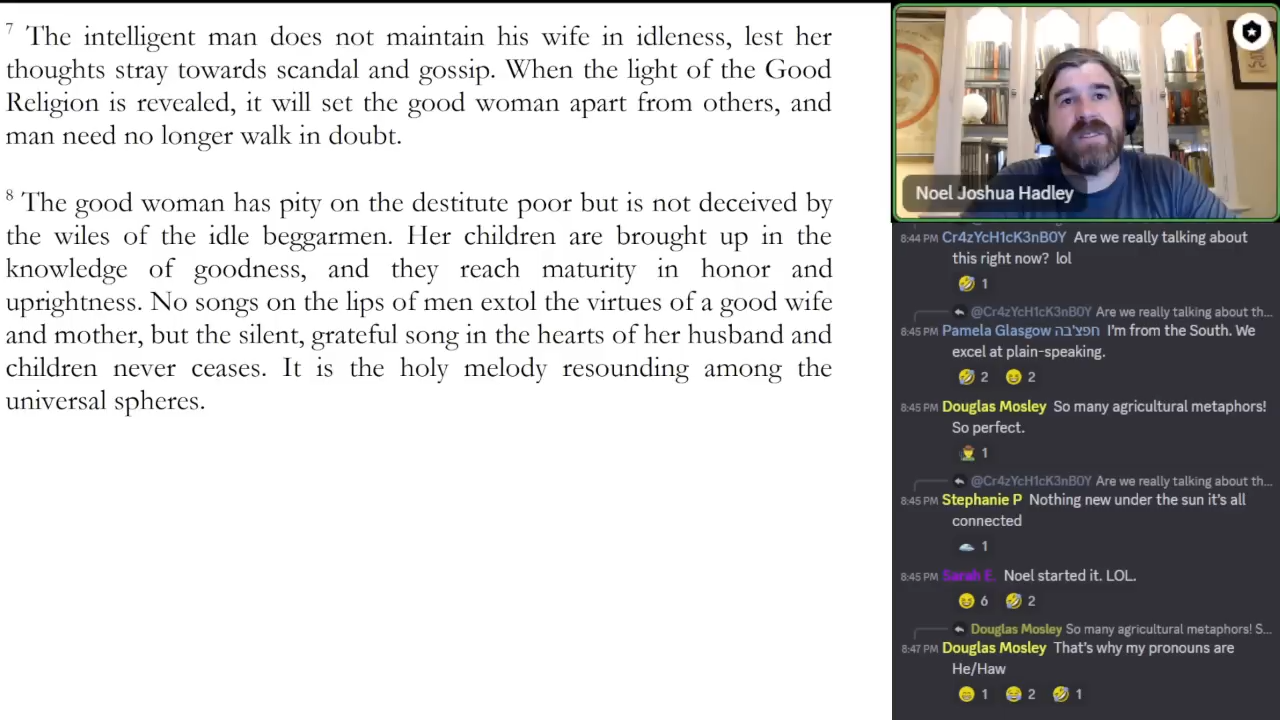 7 The intelligent man does not maintain his wife in idleness, lest her
thoughts stray towards scandal and gossip. When the light of the Good
Religion is revealed, it will set the good woman apart from others, and
man need no longer walk in doubt.
8 The good woman has pity on the destitute poor but is not deceived by
the wiles of the idle beggarmen. Her children are brought up in the
knowledge of goodness, and they reach maturity in honor and
uprightness. No songs on the lips of men extol the virtues of a good wife
and mother, but the silent, grateful song in the hearts of her husband and
children never ceases. It is the holy melody resounding among the
universal spheres.
Noel Joshua Hadley
8:44 PM Cr4zYcH1cK3nB0Y Are we really talking about
this right now? lol
1
@Cr4zYcH1cK3nB0Y Are we really talking about th...
8:45 PM Pamela Glasgow חפצ'בה I'm from the South. We
excel at plain-speaking.
2 2
8:45 PM Douglas Mosley So many agricultural metaphors!
So perfect.
1
@Cr4zYcH1cK3nB0Y Are we really talking about th...
8:45 PM Stephanie P Nothing new under the sun it's all
connected
1
8:45 PM Sarah E. Noel started it. LOL.
6 2
Douglas Mosley So many agricultural metaphors! S...
8:47 PM Douglas Mosley That's why my pronouns are
He/Haw
1 2 1